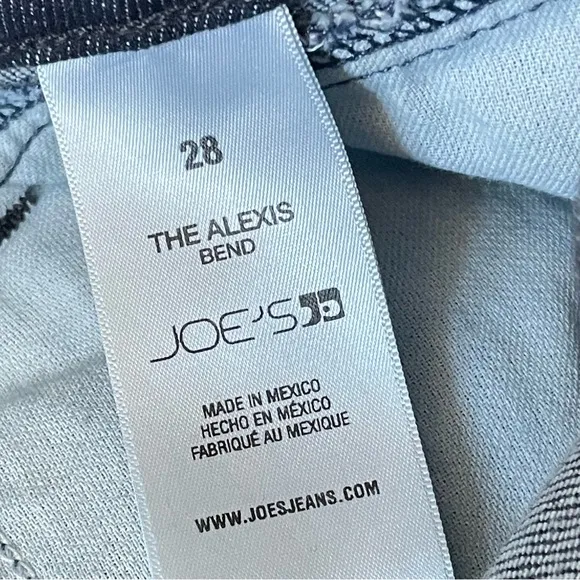 28
THE ALEXIS
BEND
JOE'S
MADE IN MEXICO
HECHO EN MÉXICO
FABRIQUÉ AU MEXIQUE
WWW.JOESJEANS.COM